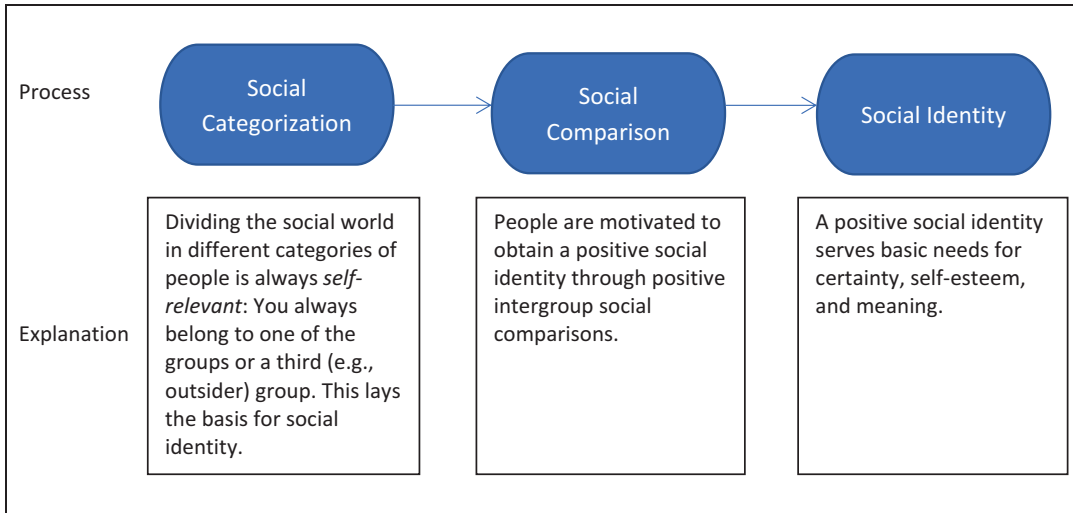 Process
Social
Categorization
Social
Comparison
Social Identity
Explanation
Dividing the social world
in different categories of
people is always self-
relevant: You always
belong to one of the
groups or a third (e.g.,
outsider) group. This lays
the basis for social
identity.
People are motivated to
obtain a positive social
identity through positive
intergroup social
comparisons.
A positive social identity
serves basic needs for
certainty, self-esteem,
and meaning.